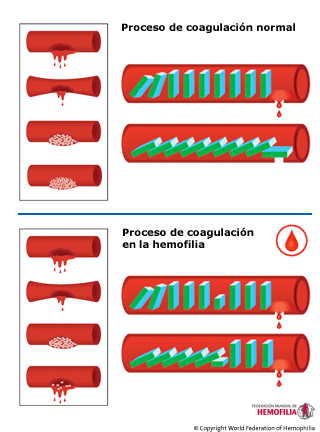 Proceso de coagulación normal
Proceso de coagulación
en la hemofilia
FEDERACIÓN MUNDIAL DE
HEMOFILIA
© Copyright World Federation of Hemophilia